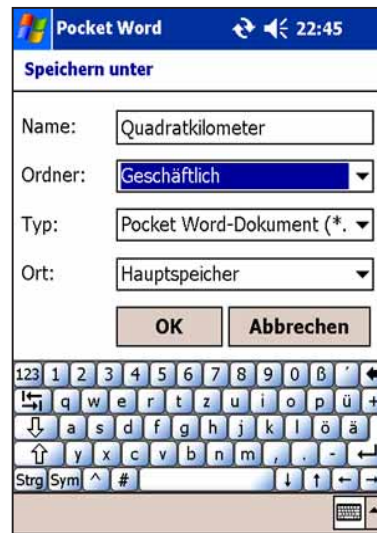 Pocket Word 22:45
Speichern unter
Name: Quadratkilometer
Ordner: Geschäftlich
Typ: Pocket Word-Dokument (*.
Ort: Hauptspeicher
OK Abbrechen
123 1 2 3 4 5 6 7 8 9 0 ß ´
q w e r t z u i o p ü +
a s d f g h j k l ö ä
y x c v b n m , . -
Strg Sym ^ #